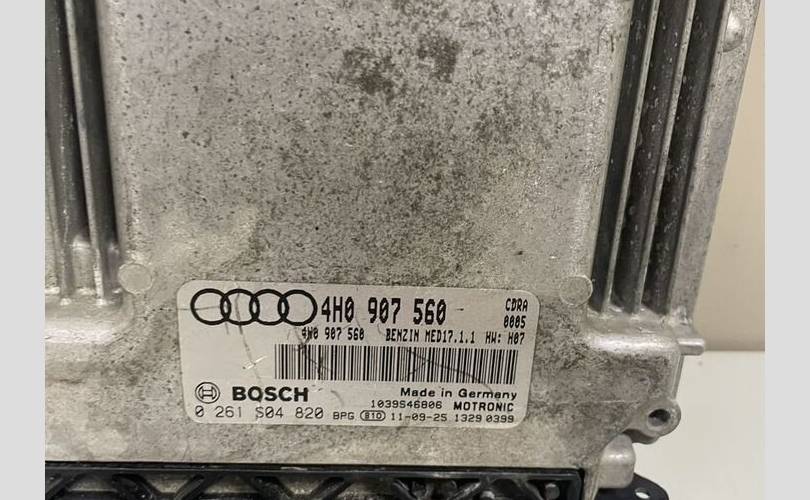 4H0 907 560
CDRA
0005
4H0 907 560 BENZIN MED17.1.1 HW: H07
BOSCH
Made in Germany
1039S46806 MOTRONIC
0 261 S04 820 BPG 810 11-09-25 1329 0399